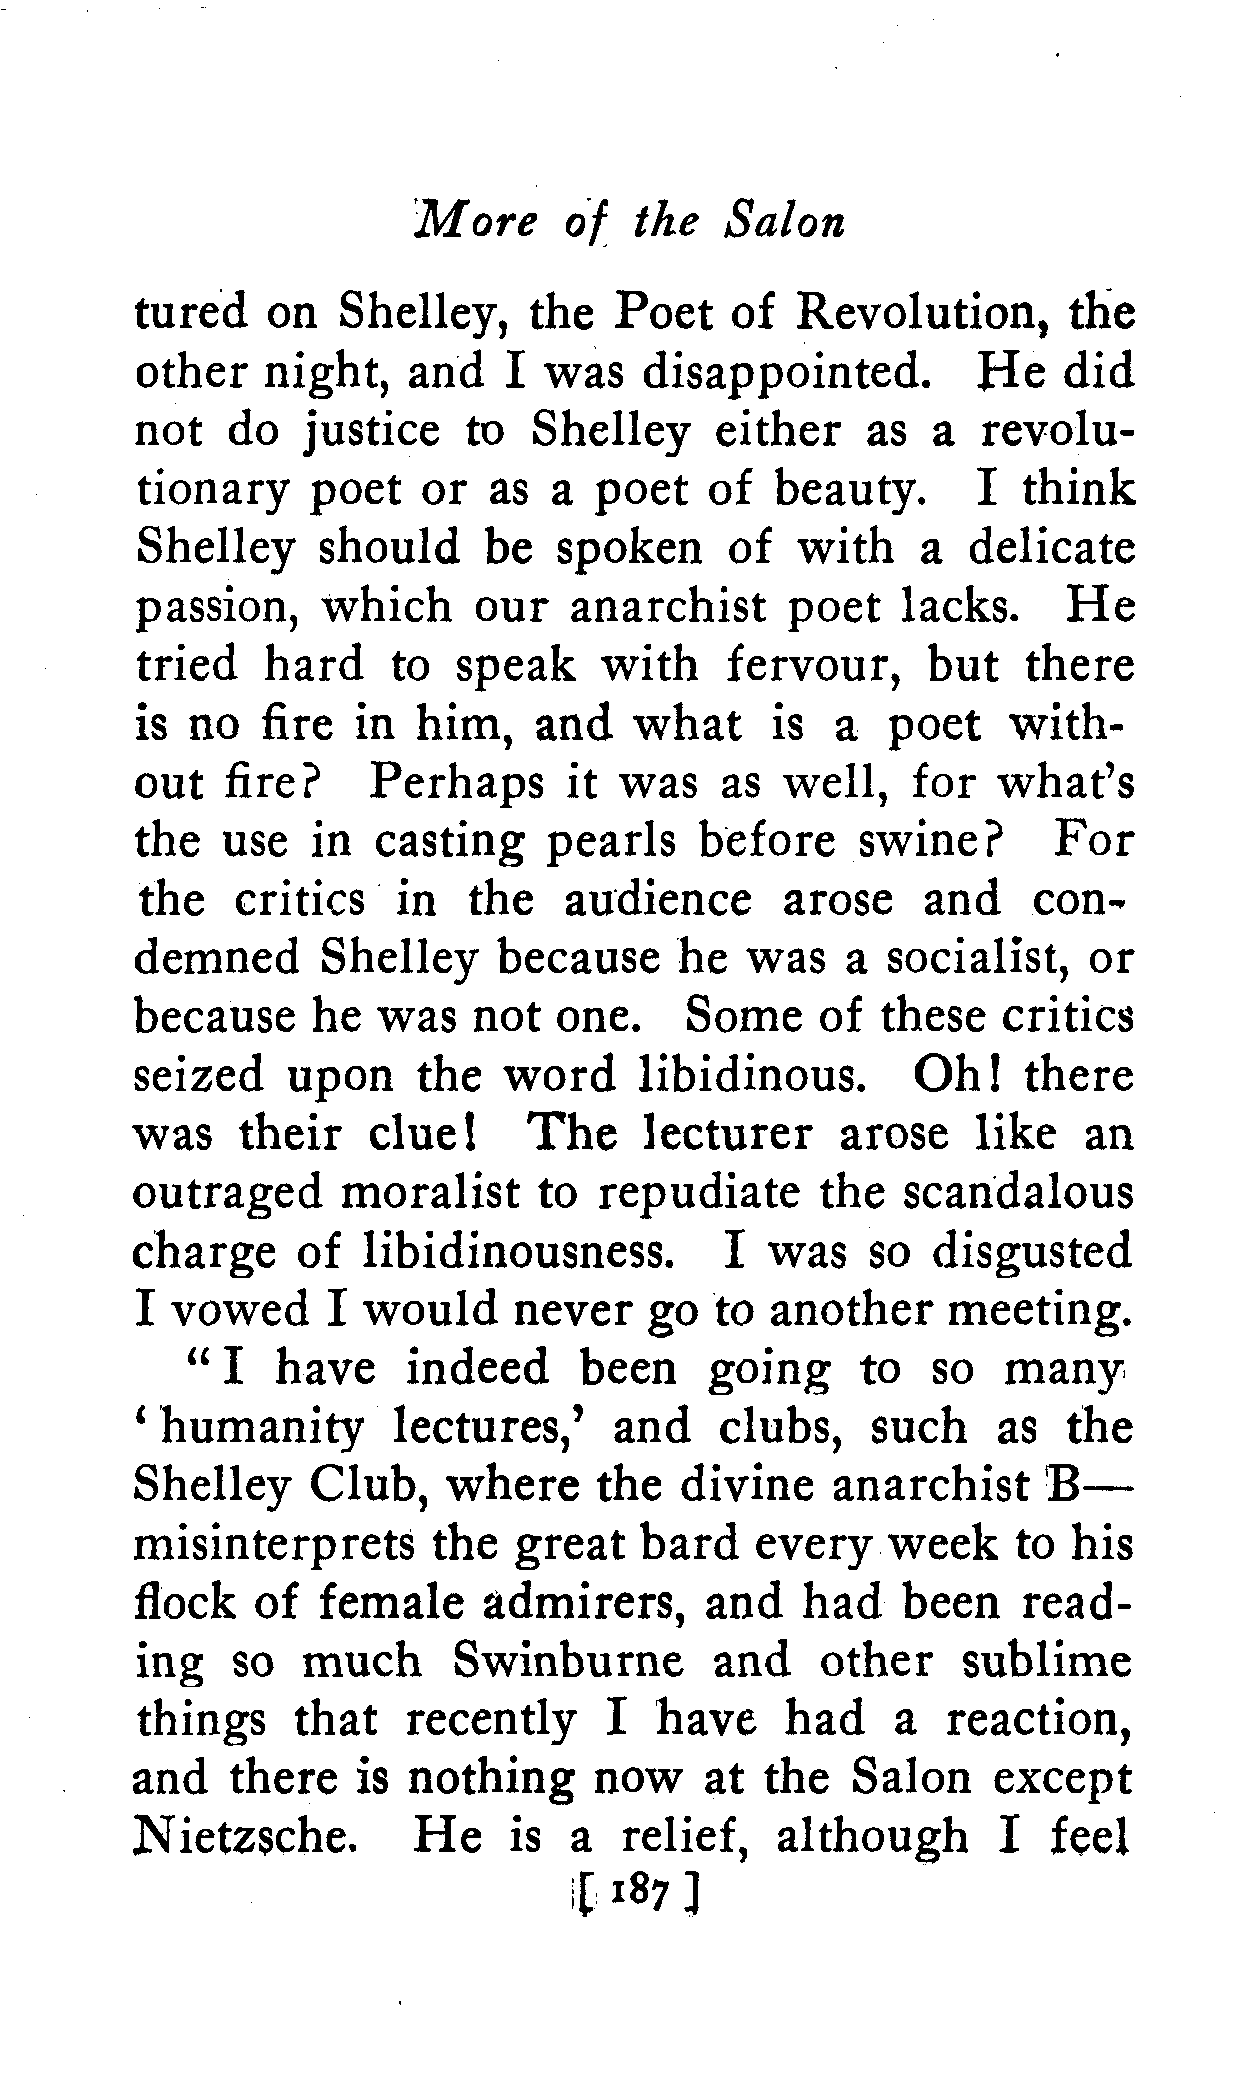 More of the Salon
tured on Shelley, the Poet of Revolution, the
other night, and I was disappointed. He did
not do justice to Shelley either as a revolu-
tionary poet or as a poet of beauty. I think
Shelley should be spoken of with a delicate
passion, which our anarchist poet lacks. He
tried hard to speak with fervour, but there
is no fire in him, and what is a poet with-
out fire? Perhaps it was as well, for what's
the use in casting pearls before swine? For
the critics in the audience arose and con-
demned Shelley because he was a socialist, or
because he was not one. Some of these critics
seized upon the word libidinous. Oh! there
was their clue! The lecturer arose like an
outraged moralist to repudiate the scandalous
charge of libidinousness. I was so disgusted
I vowed I would never go to another meeting.
"I have indeed been going to so many
'humanity lectures,' and clubs, such as the
Shelley Club, where the divine anarchist B—
misinterprets the great bard every week to his
flock of female admirers, and had been read-
ing so much Swinburne and other sublime
things that recently I have had a reaction,
and there is nothing now at the Salon except
Nietzsche. He is a relief, although I feel
[ 187 ]